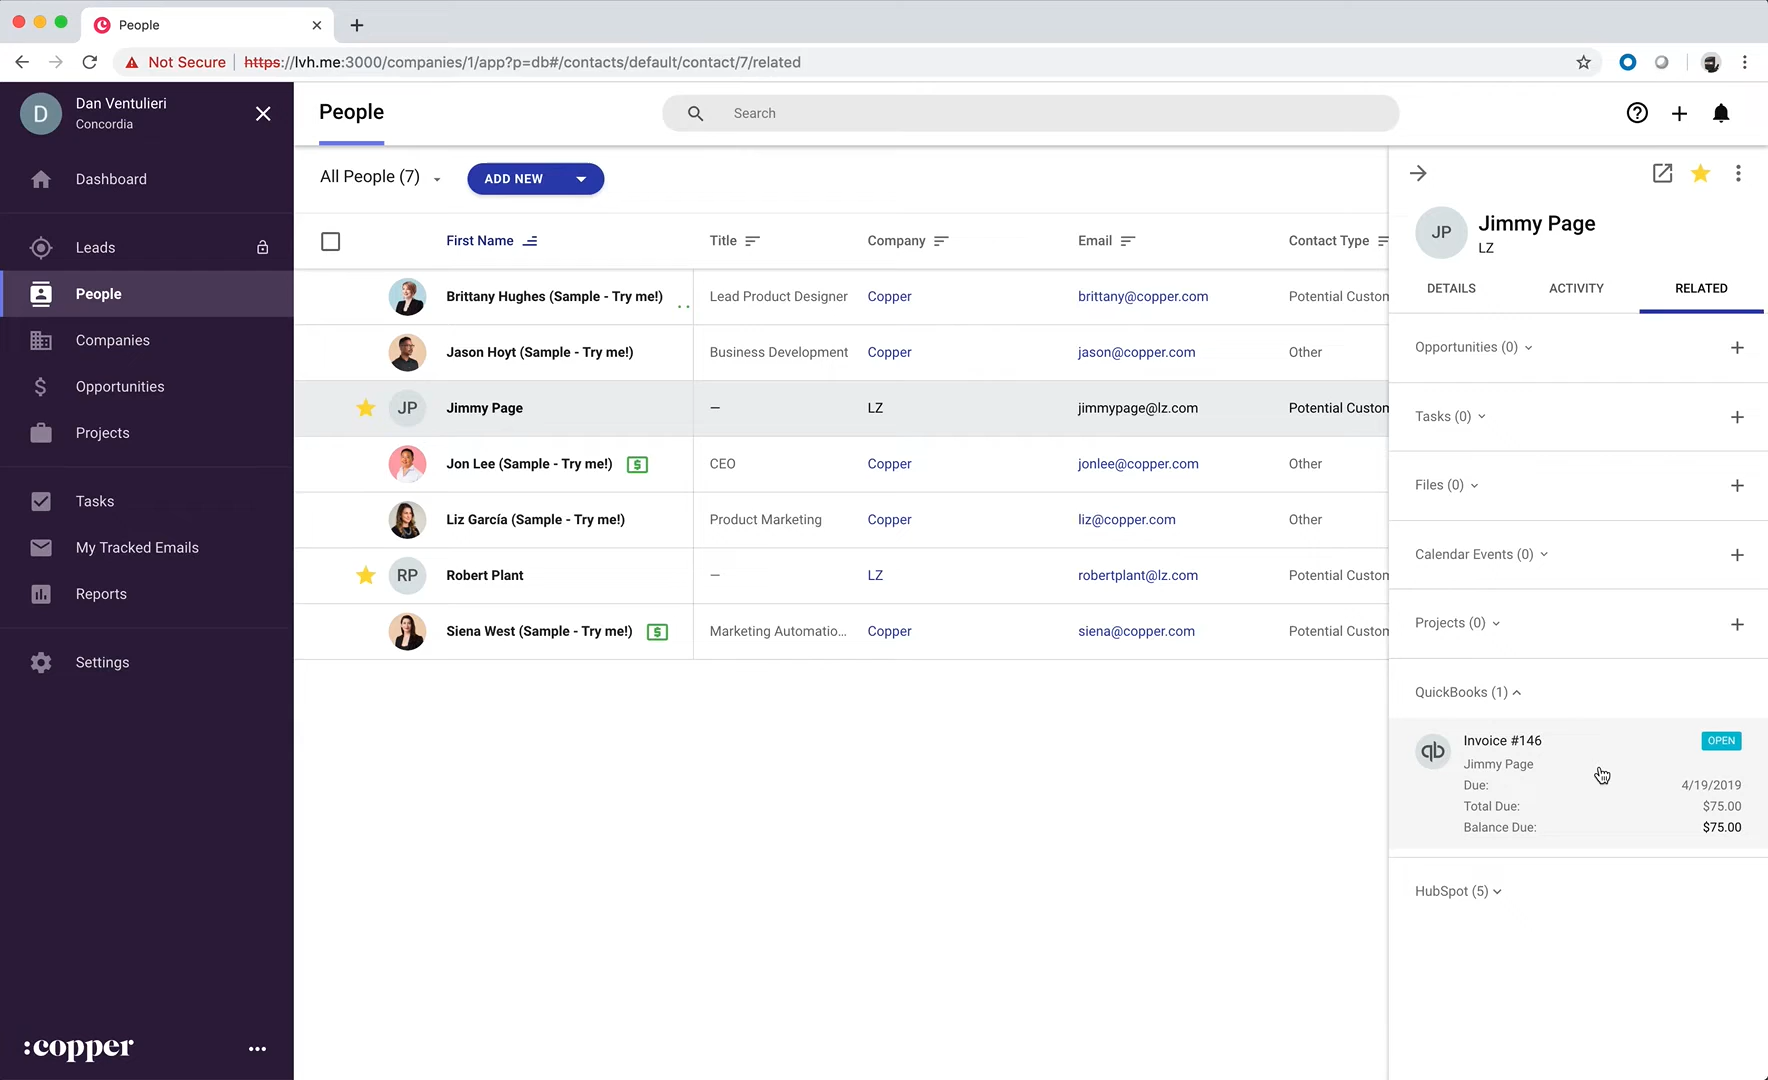 People
Not Secure | https://lvh.me:3000/companies/1/app?p=db#/contacts/default/contact/7/related
D
Dan Ventulieri
Concordia
Dashboard
Leads
People
Companies
Opportunities
Projects
Tasks
My Tracked Emails
Reports
Settings
:copper
People
Search
All People (7)
ADD NEW
First Name
Title
Company
Email
Contact Type
Brittany Hughes (Sample - Try me!)
Lead Product Designer
Copper
brittany@copper.com
Potential Custom
Jason Hoyt (Sample - Try me!)
Business Development
Copper
jason@copper.com
Other
JP
Jimmy Page
—
LZ
jimmypage@lz.com
Potential Custom
Jon Lee (Sample - Try me!)
$
CEO
Copper
jonlee@copper.com
Other
Liz García (Sample - Try me!)
Product Marketing
Copper
liz@copper.com
Other
RP
Robert Plant
—
LZ
robertplant@lz.com
Potential Custom
Siena West (Sample - Try me!)
$
Marketing Automatio...
Copper
siena@copper.com
Potential Custom
JP
Jimmy Page
LZ
DETAILS
ACTIVITY
RELATED
Opportunities (0)
Tasks (0)
Files (0)
Calendar Events (0)
Projects (0)
QuickBooks (1)
qb
Invoice #146
OPEN
Jimmy Page
Due: 4/19/2019
Total Due: $75.00
Balance Due: $75.00
HubSpot (5)